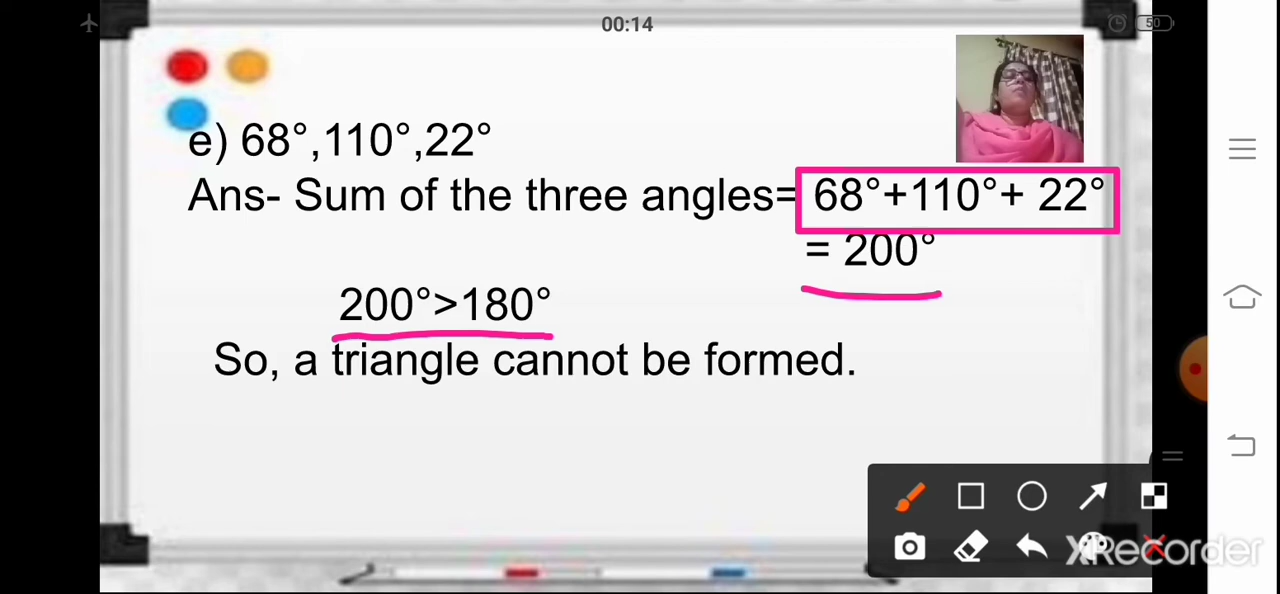 00:14
50
e) 68°,110°,22°
Ans- Sum of the three angles= 68°+110°+ 22°
= 200°
200°>180°
So, a triangle cannot be formed.
XRecorder